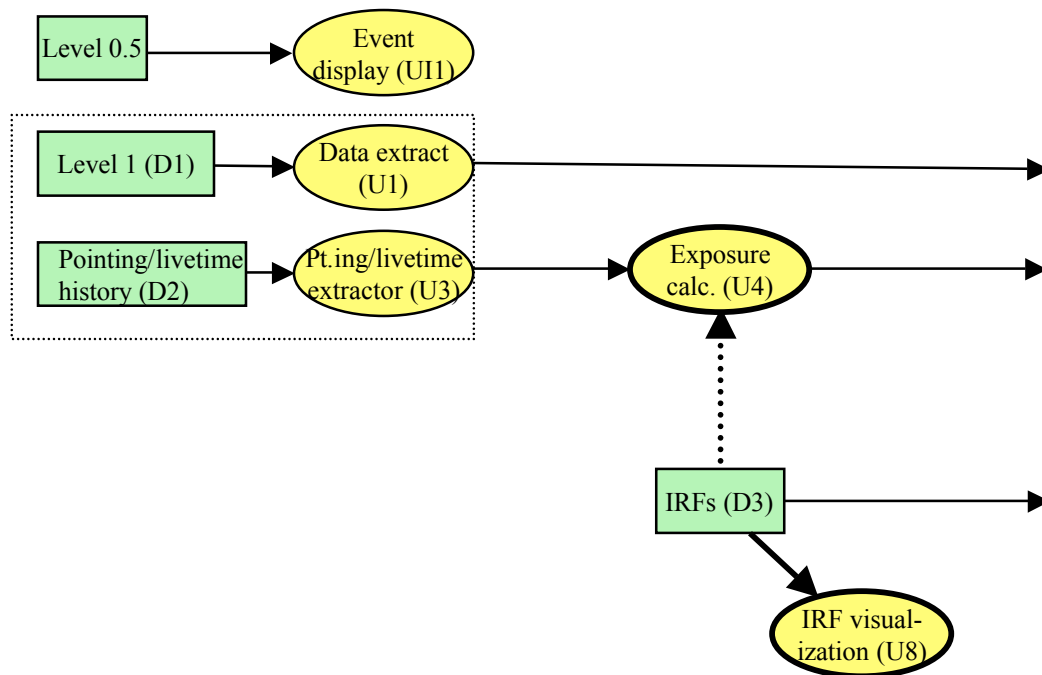 Level 0.5
Event
display (UI1)
Level 1 (D1)
Data extract
(U1)
Pointing/livetime
history (D2)
Pt.ing/livetime
extractor (U3)
Exposure
calc. (U4)
IRFs (D3)
IRF visual-
ization (U8)